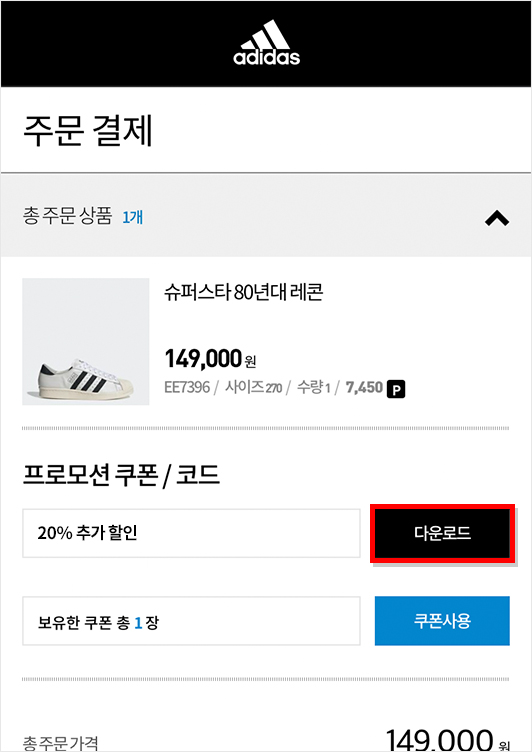 adidas
주문 결제
총 주문 상품 1개
슈퍼스타 80년대 레콘
149,000 원
EE7396 / 사이즈 270 / 수량 1 / 7,450 P
프로모션 쿠폰 / 코드
20% 추가 할인 다운로드
보유한 쿠폰 총 1 장 쿠폰사용
총 주문가격 149,000 원